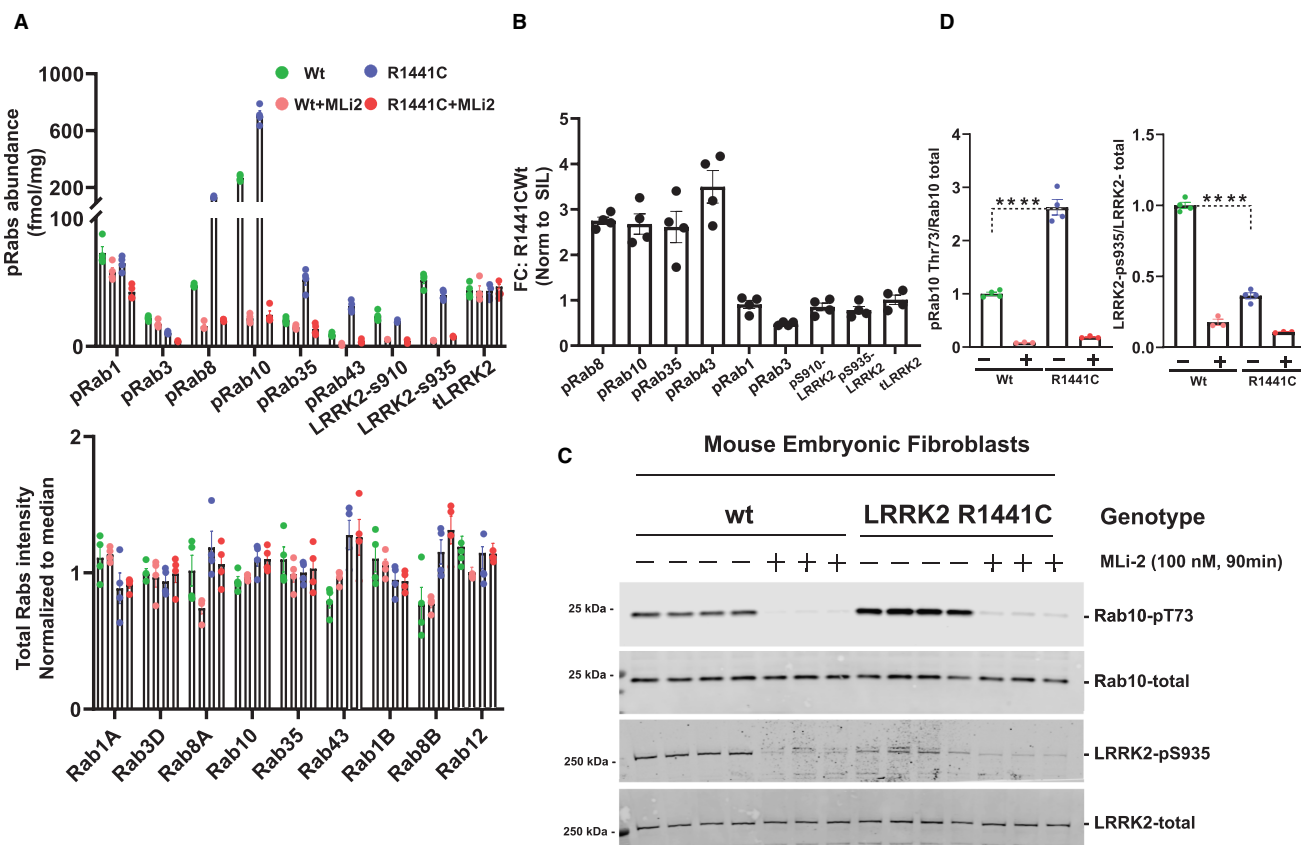 A
pRabs abundance
(fmol/mg)
1000
600
200
100
0
Wt
R1441C
Wt+MLi2
R1441C+MLi2
pRab1
pRab3
pRab8
pRab10
pRab35
pRab43
LRRK2-s910
LRRK2-s935
tLRRK2
Total Rabs intensity
Normalized to median
2
1
0
Rab1A
Rab3D
Rab8A
Rab10
Rab35
Rab43
Rab1B
Rab8B
Rab12
B
FC: R1441CWt
(Norm to SIL)
5
4
3
2
1
0
pRab8
pRab10
pRab35
pRab43
pRab1
pRab3
pS910-
LRRK2
pS935-
LRRK2
tLRRK2
D
pRab10 Thr73/Rab10 total
4
3
2
1
0
****
− + − +
Wt R1441C
LRRK2-ps935/LRRK2- total
1.5
1.0
0.5
0.0
****
− + − +
Wt R1441C
C
Mouse Embryonic Fibroblasts
wt LRRK2 R1441C Genotype
− − − − + + + − − − − + + + MLi-2 (100 nM, 90min)
25 kDa - - Rab10-pT73
25 kDa - - Rab10-total
250 kDa - - LRRK2-pS935
250 kDa - - LRRK2-total